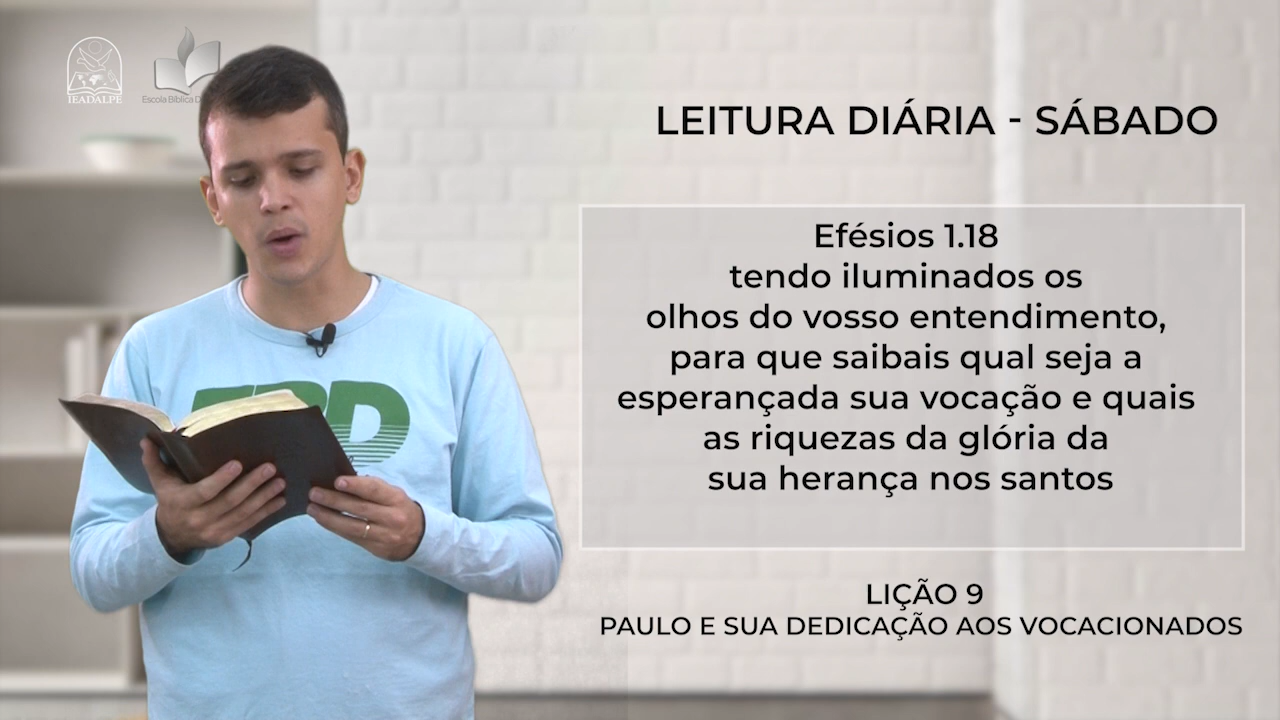 IEADALPE
Escola Bíblica D
LEITURA DIÁRIA - SÁBADO
Efésios 1.18
tendo iluminados os
olhos do vosso entendimento,
para que saibais qual seja a
esperançada sua vocação e quais
as riquezas da glória da
sua herança nos santos
EBD
LIÇÃO 9
PAULO E SUA DEDICAÇÃO AOS VOCACIONADOS